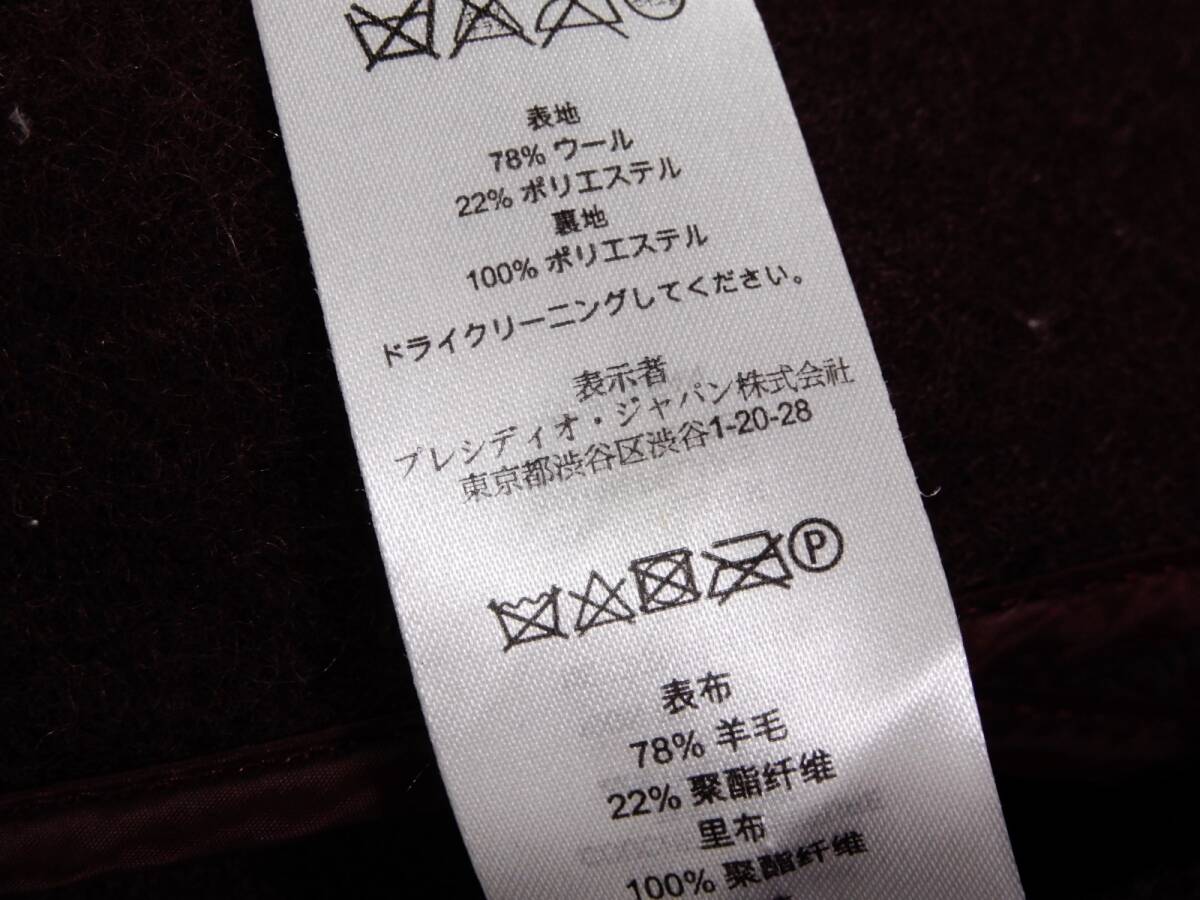 表地
78% ウール
22% ポリエステル
裏地
100% ポリエステル
ドライクリーニングしてください。
表示者
プレシディオ・ジャパン株式会社
東京都渋谷区渋谷1-20-28
P
表布
78% 羊毛
22% 聚酯纤维
里布
100% 聚酯纤维